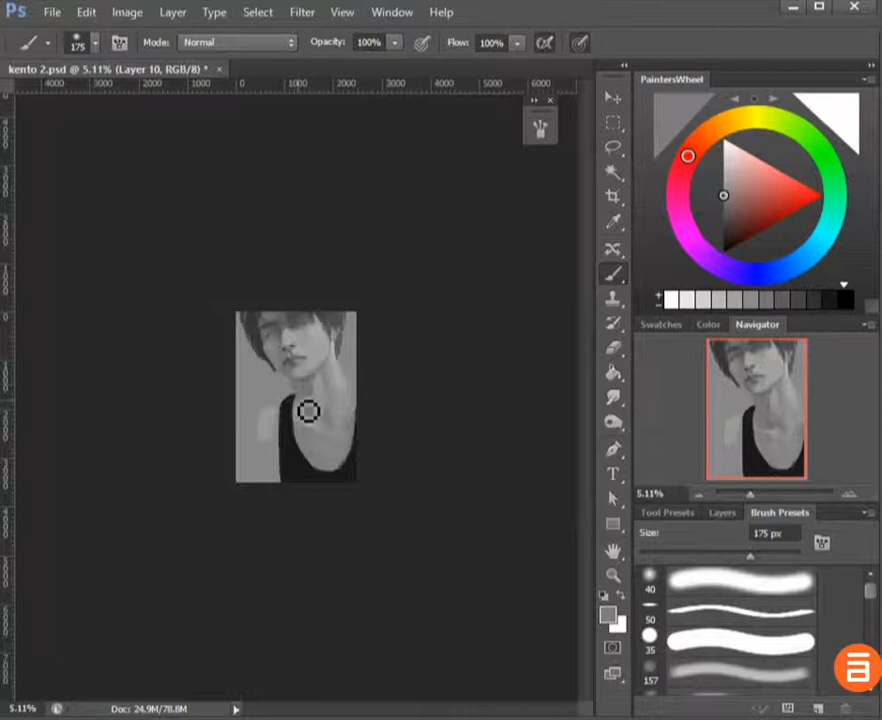 Ps File Edit Image Layer Type Select Filter View Window Help
175 Mode: Normal Opacity: 100% Flow: 100%
kento 2.psd @ 5.11% (Layer 10, RGB/8) * ×
4000 3000 2000 1000 0 1000 2000 3000 4000 5000 6000
PaintersWheel
Swatches Color Navigator
5.11%
Tool Presets Layers Brush Presets
Size: 175 px
40
50
35
157
5.11% Doc: 24.9M/78.8M